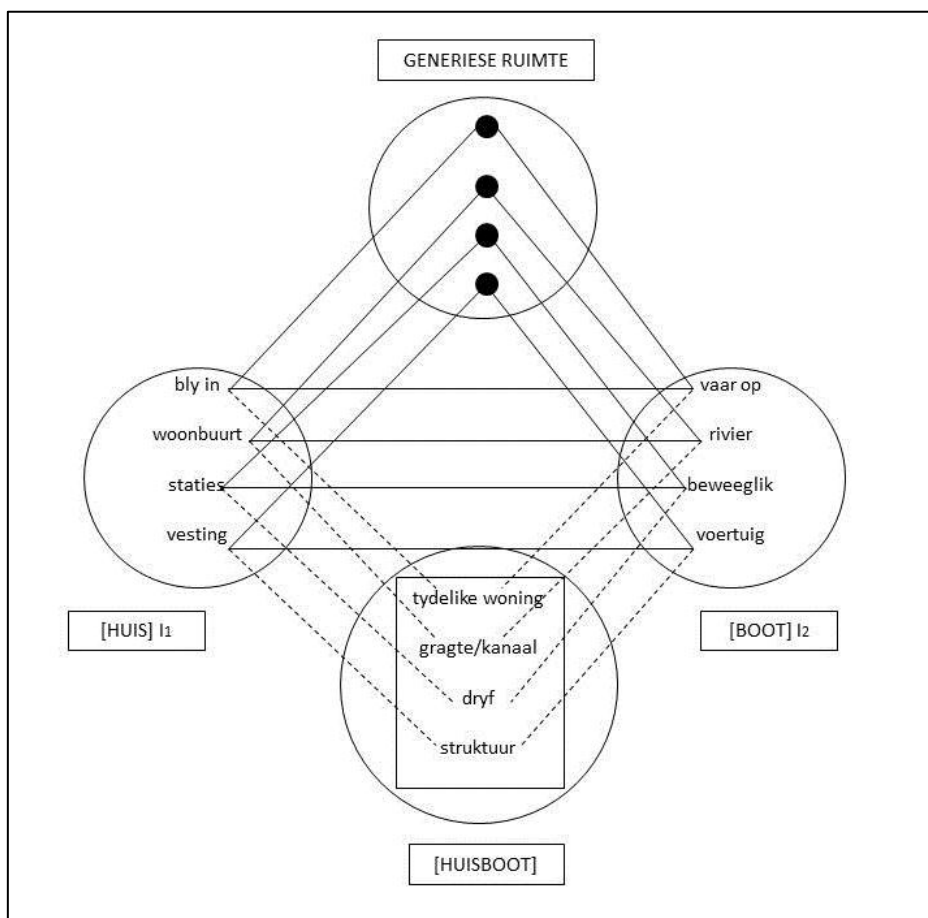 GENERIESE RUIMTE
bly in
woonbuurt
staties
vesting
[HUIS] I1
vaar op
rivier
beweeglik
voertuig
[BOOT] I2
tydelike woning
gragte/kanaal
dryf
struktuur
[HUISBOOT]